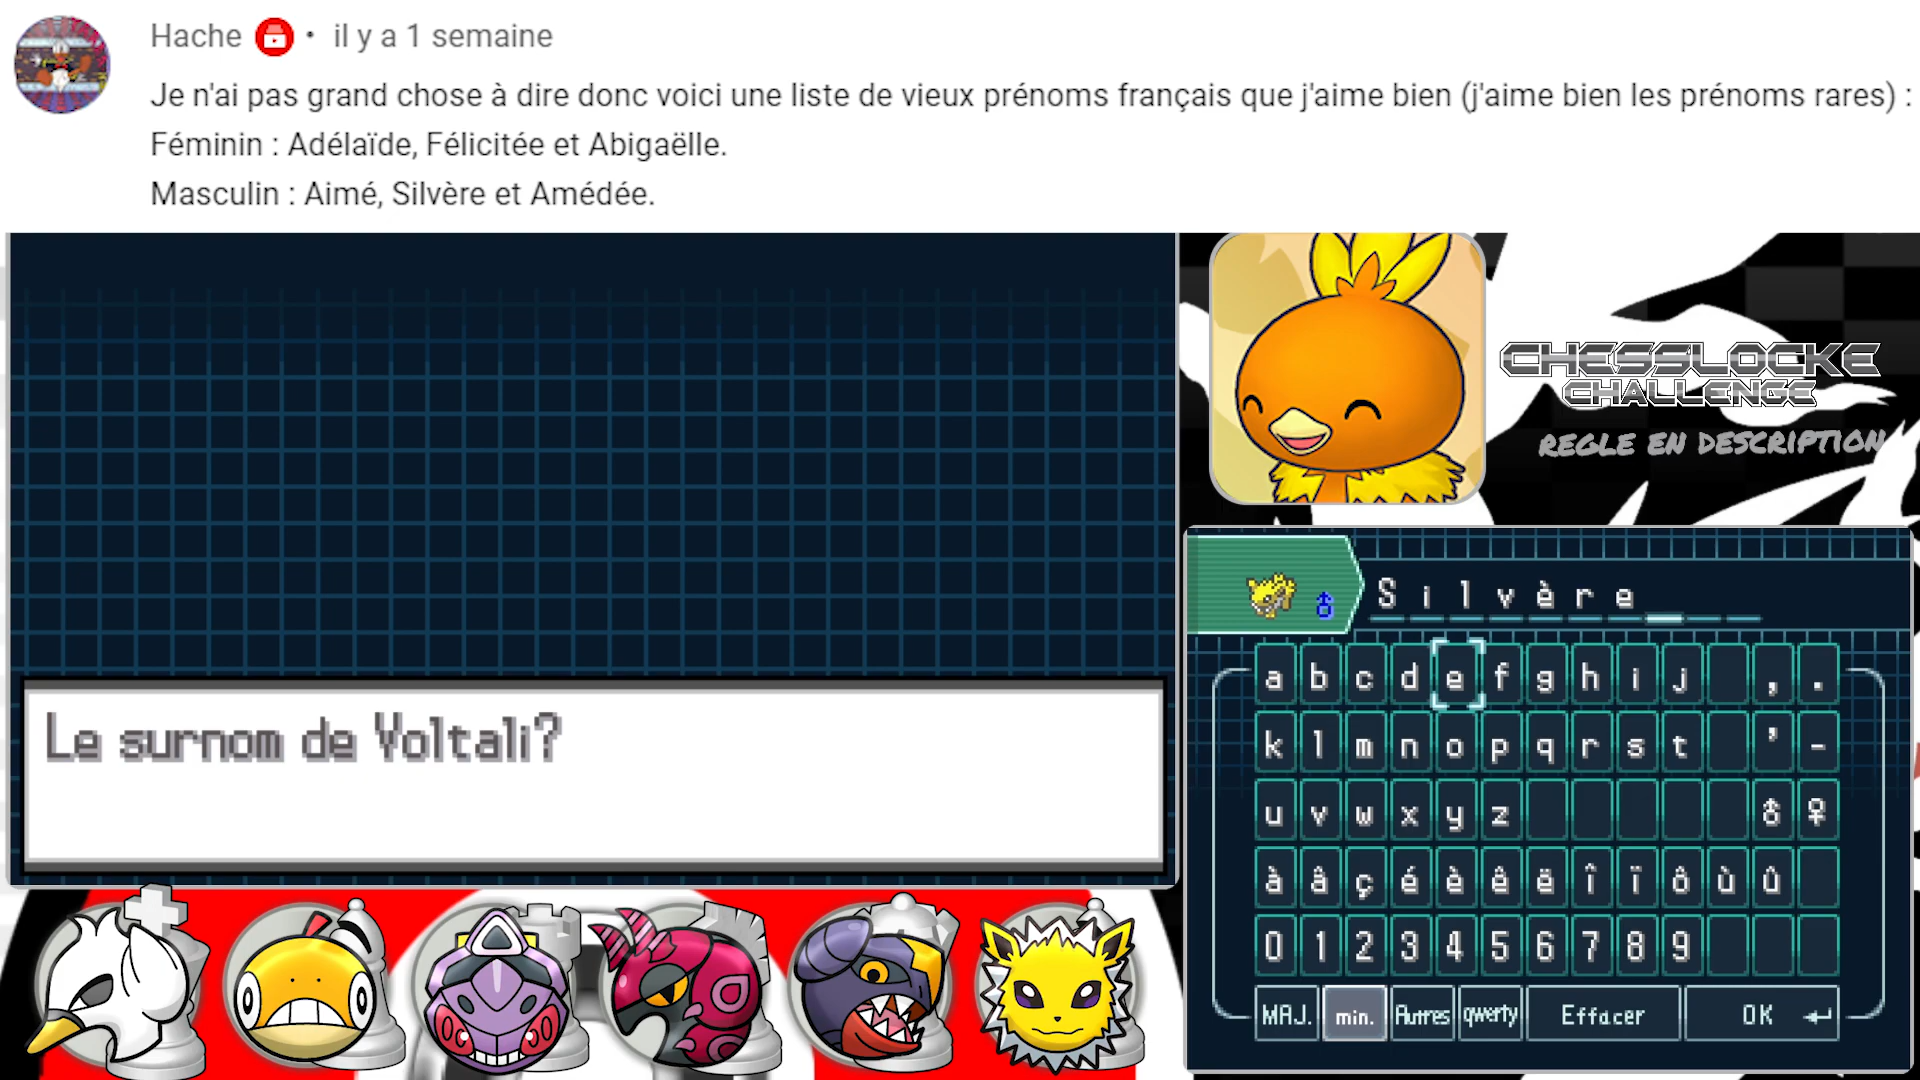 Hache • il y a 1 semaine
Je n'ai pas grand chose à dire donc voici une liste de vieux prénoms français que j'aime bien (j'aime bien les prénoms rares) :
Féminin : Adélaïde, Félicitée et Abigaëlle.
Masculin : Aimé, Silvère et Amédée.
CHESSLOCKE
CHALLENGE
REGLE EN DESCRIPTION
Le surnom de Voltali?
♂ Silvère
a b c d e f g h i j , .
k l m n o p q r s t ' -
u v w x y z ♂ ♀
à â ç é è ê ë î ï ô ù û
0 1 2 3 4 5 6 7 8 9
MAJ. min. Autres qwerty Effacer OK